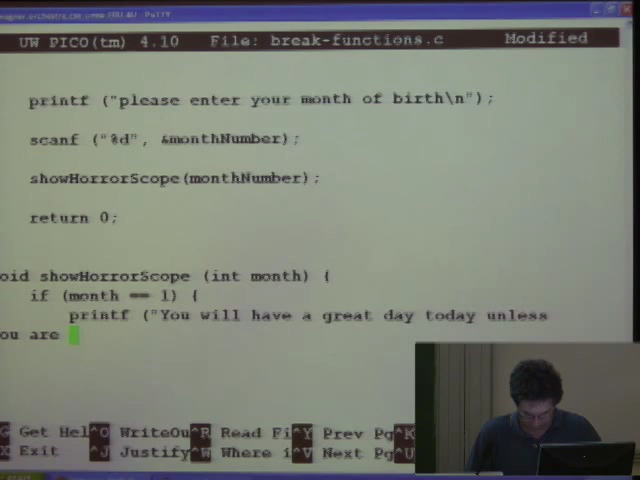 UW PICO(tm) 4.10 File: break-functions.c Modified
printf ("please enter your month of birth\n");
scanf ("%d", &monthNumber);
showHorrorScope(monthNumber);
return 0;
oid showHorrorScope (int month) {
if (month == 1) {
printf ("You will have a great day today unless
ou are
G Get Hel ^O WriteOu ^R Read Fi ^Y Prev Pg ^K
X Exit ^J Justify ^W Where i ^V Next Pg ^U